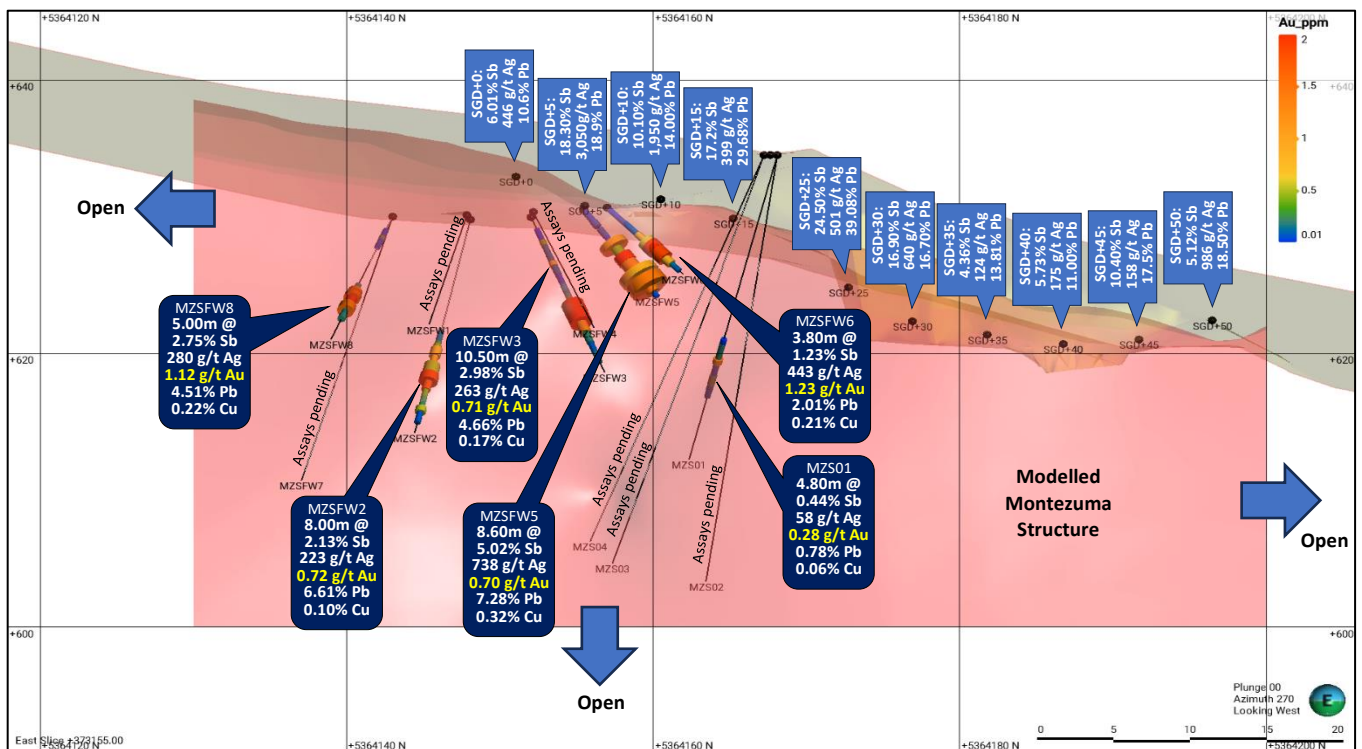 +5364120 N
+5364140 N
+5364160 N
+5364180 N
+5364200 N
Au_ppm
2
1.5
1
0.5
0.01
+640
+640
SGD+0:
6.01% Sb
446 g/t Ag
10.6% Pb
SGD+5:
18.30% Sb
3,050g/t Ag
18.9% Pb
SGD+10:
10.10% Sb
1,950 g/t Ag
14.00% Pb
SGD+15:
17.2% Sb
399 g/t Ag
29.68% Pb
SGD+25:
24.50% Sb
501 g/t Ag
39.08% Pb
SGD+30:
16.90% Sb
640 g/t Ag
16.70% Pb
SGD+35:
4.36% Sb
124 g/t Ag
13.81% Pb
SGD+40:
5.73% Sb
175 g/t Ag
11.00% Pb
SGD+45:
10.40% Sb
158 g/t Ag
17.5% Pb
SGD+50:
5.12% Sb
986 g/t Ag
18.50% Pb
SGD+0
SGD+5
SGD+10
SGD+15
SGD+25
SGD+30
SGD+35
SGD+40
SGD+45
SGD+50
Open
Assays pending
Assays pending
Assays pending
Assays pending
Assays pending
Assays pending
MZSFW8
MZSFW1
MZSFW4
MZSFW3
MZSFW5
MZSFW2
MZSFW7
MZS01
MZS04
MZS03
MZS02
+620
+620
MZSFW8
5.00m @
2.75% Sb
280 g/t Ag
1.12 g/t Au
4.51% Pb
0.22% Cu
MZSFW3
10.50m @
2.98% Sb
263 g/t Ag
0.71 g/t Au
4.66% Pb
0.17% Cu
MZSFW6
3.80m @
1.23% Sb
443 g/t Ag
1.23 g/t Au
2.01% Pb
0.21% Cu
MZSFW2
8.00m @
2.13% Sb
223 g/t Ag
0.72 g/t Au
6.61% Pb
0.10% Cu
MZSFW5
8.60m @
5.02% Sb
738 g/t Ag
0.70 g/t Au
7.28% Pb
0.32% Cu
MZS01
4.80m @
0.44% Sb
58 g/t Ag
0.28 g/t Au
0.78% Pb
0.06% Cu
Modelled
Montezuma
Structure
Open
Open
+600
+600
Plunge 00
Azimuth 270
Looking West
E
0
5
10
15
20
East Slice +373155.00
+5364120 N
+5364140 N
+5364160 N
+5364180 N
+5364200 N